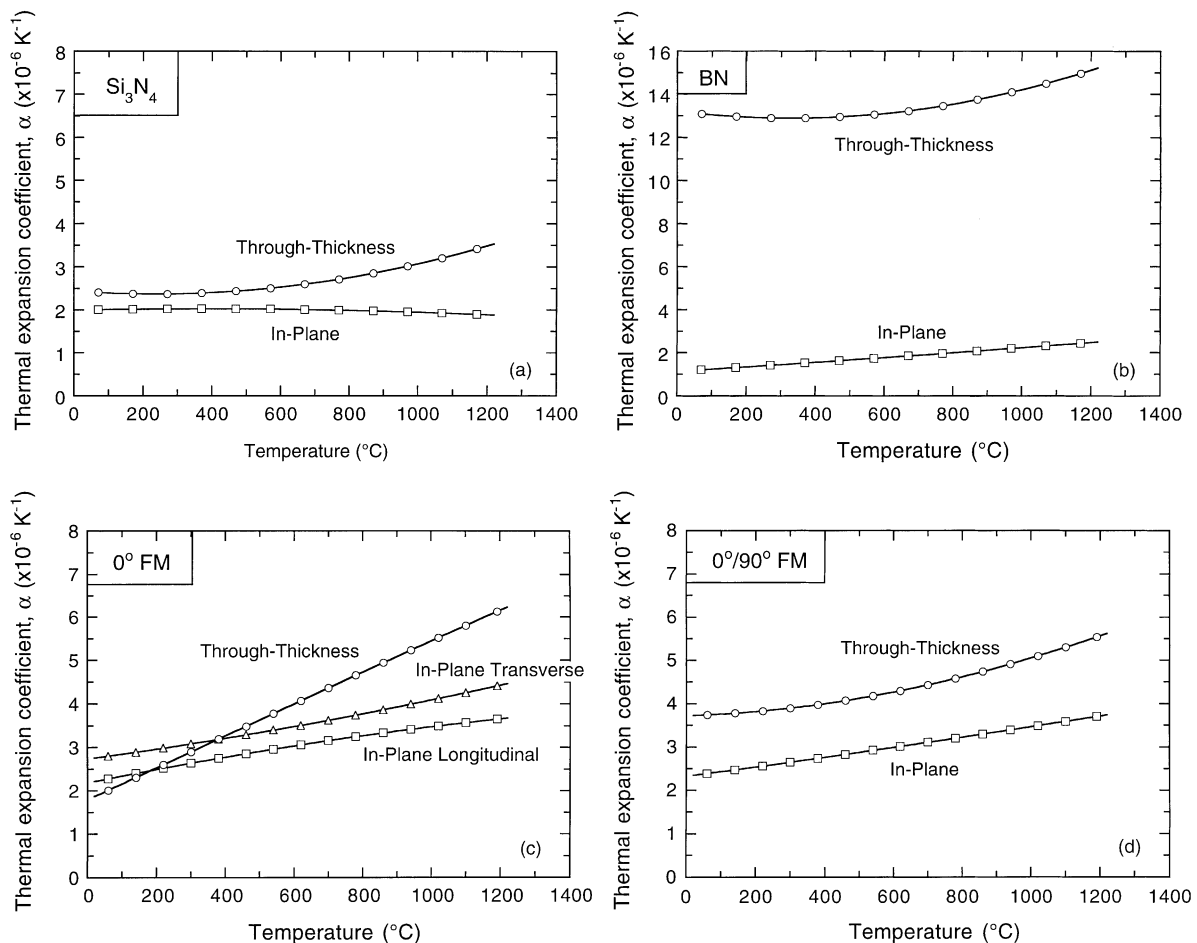 Thermal expansion coefficient, α (x10⁻⁶ K⁻¹)
8
7
6
5
4
3
2
1
0
Si₃N₄
Through-Thickness
In-Plane
(a)
0 200 400 600 800 1000 1200 1400
Temperature (°C)
Thermal expansion coefficient, α (x10⁻⁶ K⁻¹)
16
14
12
10
8
6
4
2
0
BN
Through-Thickness
In-Plane
(b)
0 200 400 600 800 1000 1200 1400
Temperature (°C)
Thermal expansion coefficient, α (x10⁻⁶ K⁻¹)
8
7
6
5
4
3
2
1
0
0° FM
Through-Thickness
In-Plane Transverse
In-Plane Longitudinal
(c)
0 200 400 600 800 1000 1200 1400
Temperature (°C)
Thermal expansion coefficient, α (x10⁻⁶ K⁻¹)
8
7
6
5
4
3
2
1
0
0°/90° FM
Through-Thickness
In-Plane
(d)
0 200 400 600 800 1000 1200 1400
Temperature (°C)